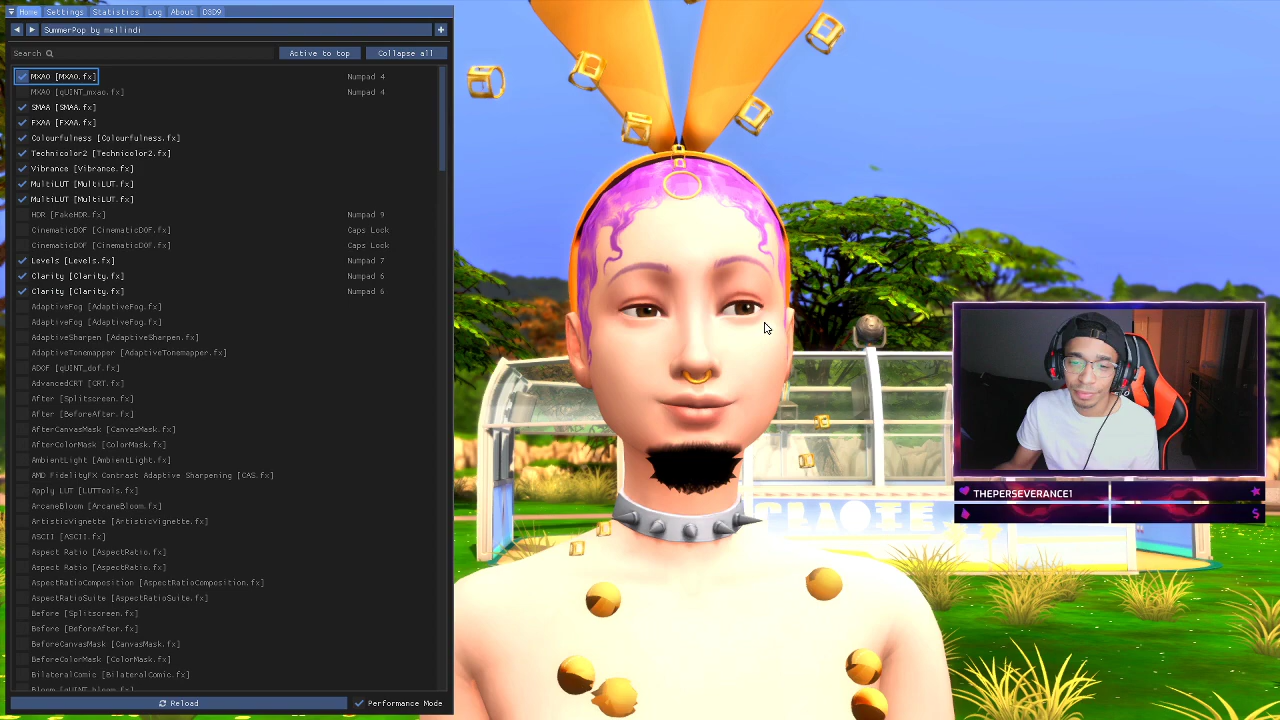 Home Settings Statistics Log About D3D9
SummerPop by mellindi +
Search Active to top Collapse all
MXAO [MXAO.fx] Numpad 4
MXAO [qUINT_mxao.fx] Numpad 4
SMAA [SMAA.fx]
FXAA [FXAA.fx]
Colourfulness [Colourfulness.fx]
Technicolor2 [Technicolor2.fx]
Vibrance [Vibrance.fx]
MultiLUT [MultiLUT.fx]
MultiLUT [MultiLUT.fx]
HDR [FakeHDR.fx] Numpad 9
CinematicDOF [CinematicDOF.fx] Caps Lock
CinematicDOF [CinematicDOF.fx] Caps Lock
Levels [Levels.fx] Numpad 7
Clarity [Clarity.fx] Numpad 6
Clarity [Clarity.fx] Numpad 6
AdaptiveFog [AdaptiveFog.fx]
AdaptiveFog [AdaptiveFog.fx]
AdaptiveSharpen [AdaptiveSharpen.fx]
AdaptiveTonemapper [AdaptiveTonemapper.fx]
ADOF [qUINT_dof.fx]
AdvancedCRT [CRT.fx]
After [Splitscreen.fx]
After [BeforeAfter.fx]
AfterCanvasMask [CanvasMask.fx]
AfterColorMask [ColorMask.fx]
AmbientLight [AmbientLight.fx]
AMD FidelityFX Contrast Adaptive Sharpening [CAS.fx]
Apply LUT [LUTTools.fx]
ArcaneBloom [ArcaneBloom.fx]
ArtisticVignette [ArtisticVignette.fx]
ASCII [ASCII.fx]
Aspect Ratio [AspectRatio.fx]
Aspect Ratio [AspectRatio.fx]
AspectRatioComposition [AspectRatioComposition.fx]
AspectRatioSuite [AspectRatioSuite.fx]
Before [Splitscreen.fx]
Before [BeforeAfter.fx]
BeforeCanvasMask [CanvasMask.fx]
BeforeColorMask [ColorMask.fx]
BilateralComic [BilateralComic.fx]
Bloom [qUINT_bloom.fx]
Reload Performance Mode
THEPERSEVERANCE1
$